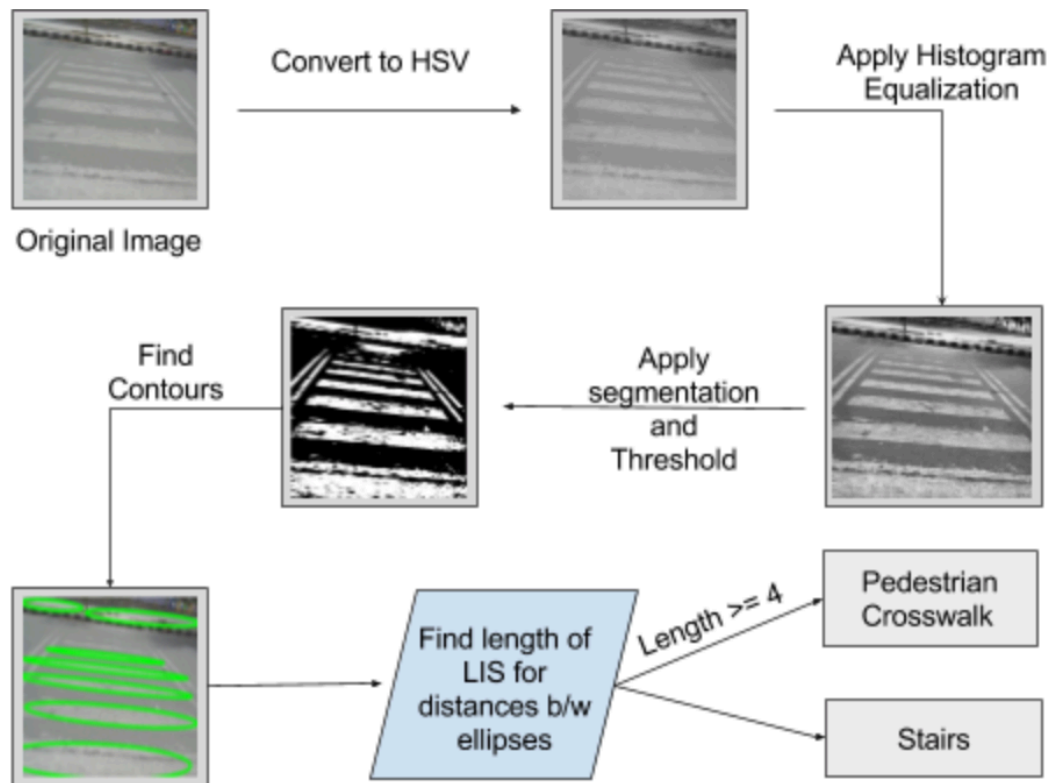 Convert to HSV
Apply Histogram
Equalization
Original Image
Find
Contours
Apply
segmentation
and
Threshold
Find length of
LIS for
distances b/w
ellipses
Length >= 4
Pedestrian
Crosswalk
Stairs